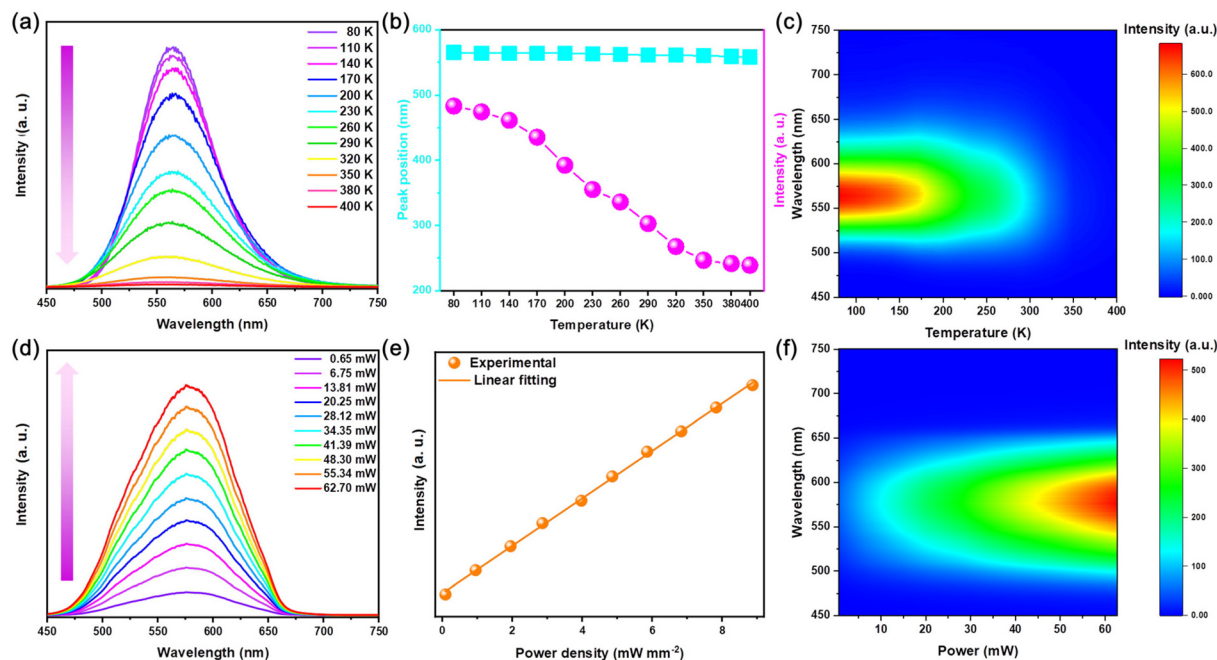 (a)
Intensity (a. u.)
80 K
110 K
140 K
170 K
200 K
230 K
260 K
290 K
320 K
350 K
380 K
400 K
450 500 550 600 650 700 750
Wavelength (nm)
(b)
Peak position (nm)
600
550
500
450
400
350
300
250
200
Intensity (a. u.)
80 110 140 170 200 230 260 290 320 350 380 400
Temperature (K)
(c)
Intensity (a.u.)
Wavelength (nm)
750
700
650
600
550
500
450
100 150 200 250 300 350 400
Temperature (K)
600.0
500.0
400.0
300.0
200.0
100.0
0.000
(d)
Intensity (a. u.)
0.65 mW
6.75 mW
13.81 mW
20.25 mW
28.12 mW
34.35 mW
41.39 mW
48.30 mW
55.34 mW
62.70 mW
450 500 550 600 650 700 750
Wavelength (nm)
(e)
Experimental
Linear fitting
Intensity (a. u.)
0 2 4 6 8
Power density (mW mm⁻²)
(f)
Intensity (a.u.)
Wavelength (nm)
750
700
650
600
550
500
450
10 20 30 40 50 60
Power (mW)
500
400
300
200
100
0.00